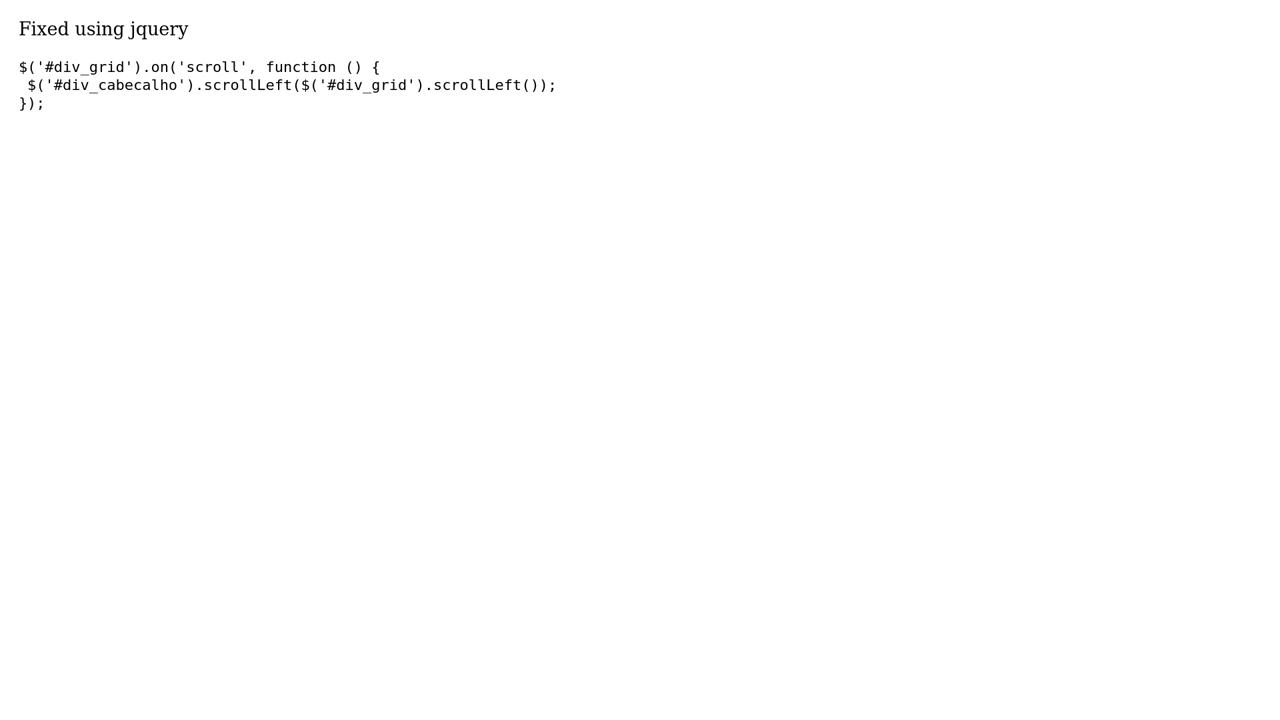 Fixed using jquery
$('#div_grid').on('scroll', function () {
 $('#div_cabecalho').scrollLeft($('#div_grid').scrollLeft());
});